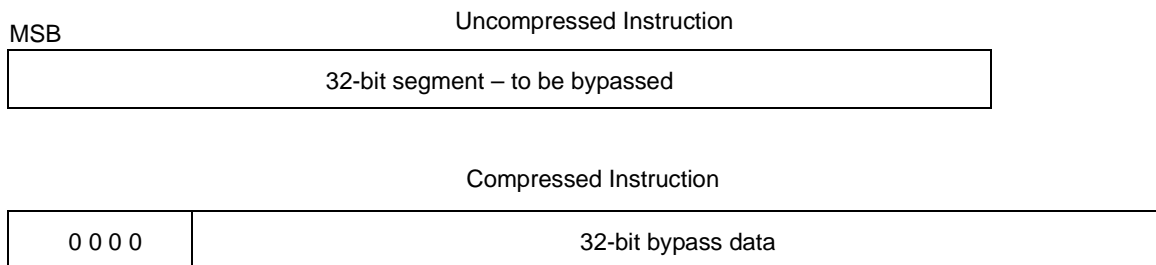 Uncompressed Instruction
MSB
32-bit segment – to be bypassed
Compressed Instruction
0 0 0 0 32-bit bypass data